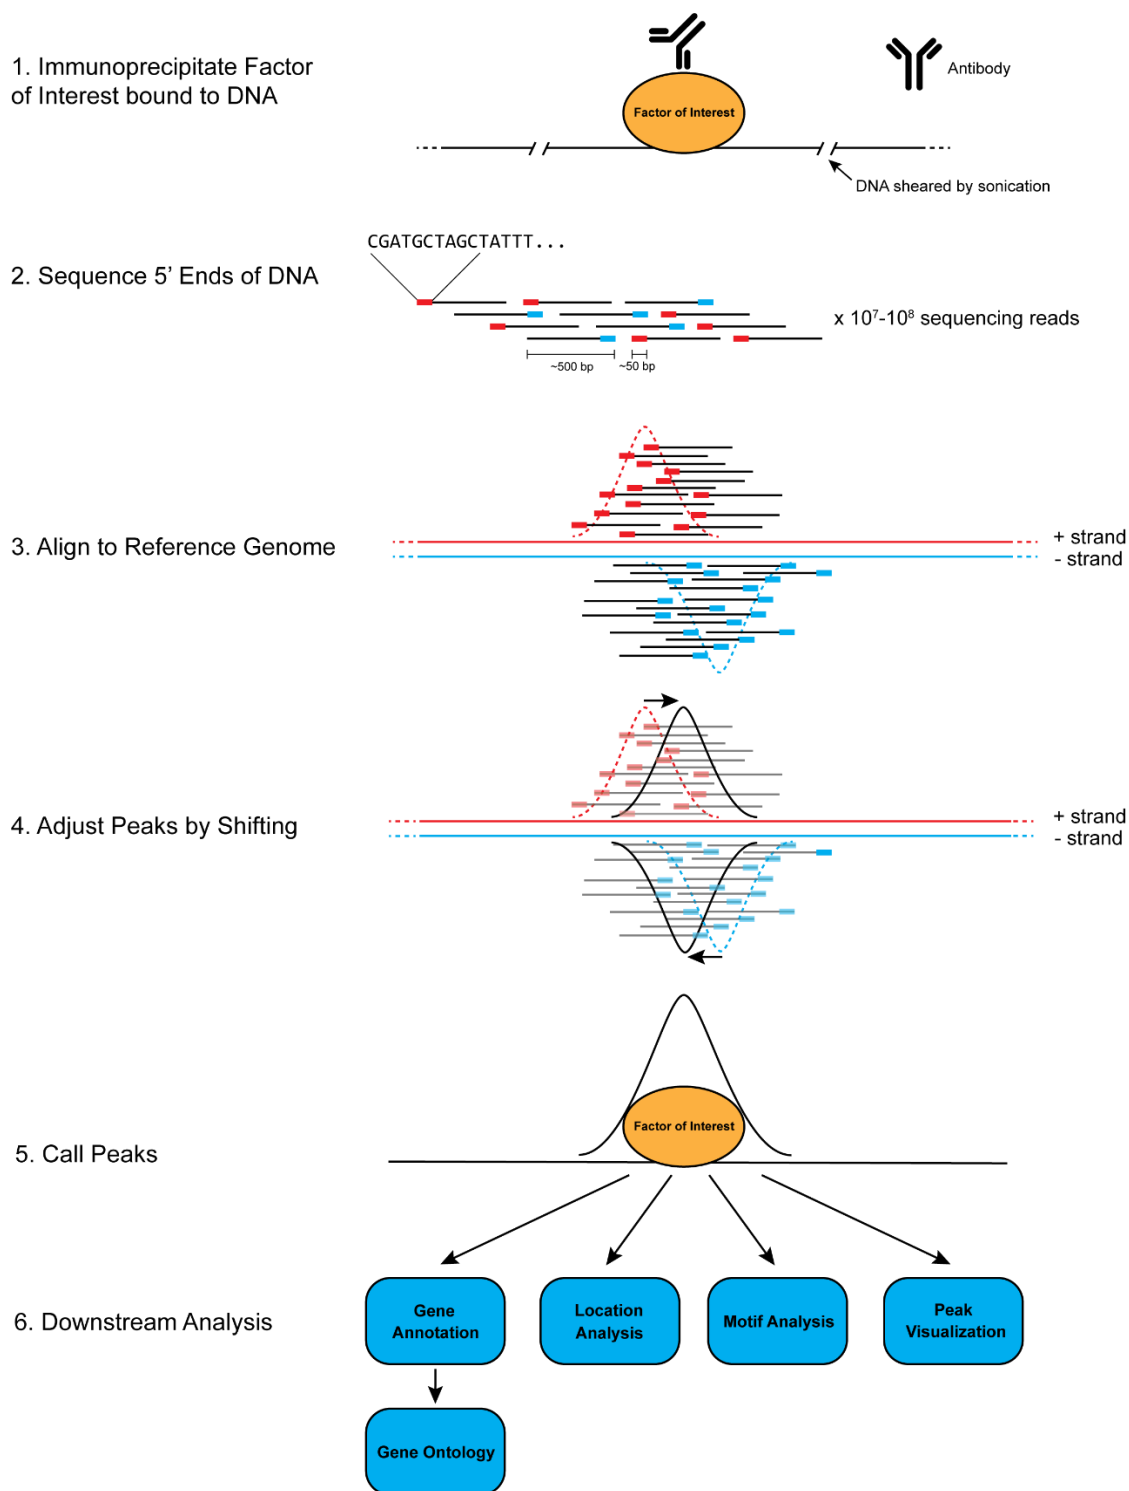 1. Immunoprecipitate Factor
of Interest bound to DNA
Factor of Interest
Antibody
DNA sheared by sonication
CGATGCTAGCTATTT...
2. Sequence 5' Ends of DNA
x 10⁷-10⁸ sequencing reads
~500 bp
~50 bp
3. Align to Reference Genome
+ strand
- strand
4. Adjust Peaks by Shifting
+ strand
- strand
5. Call Peaks
Factor of Interest
6. Downstream Analysis
Gene
Annotation
Location
Analysis
Motif Analysis
Peak
Visualization
Gene Ontology